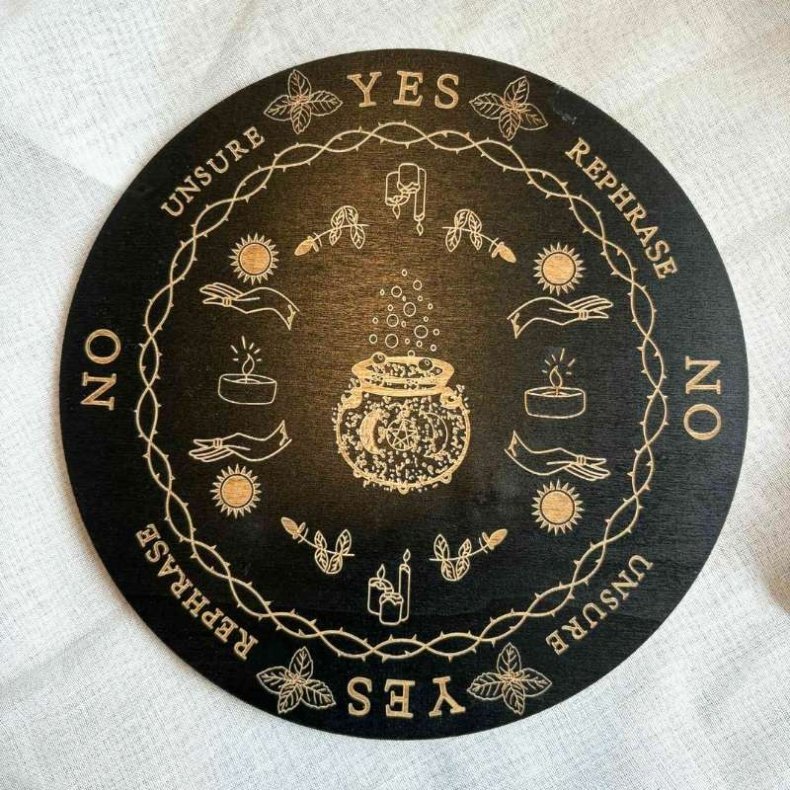 YES
REPHRASE
NO
UNSURE
YES
REPHRASE
NO
UNSURE